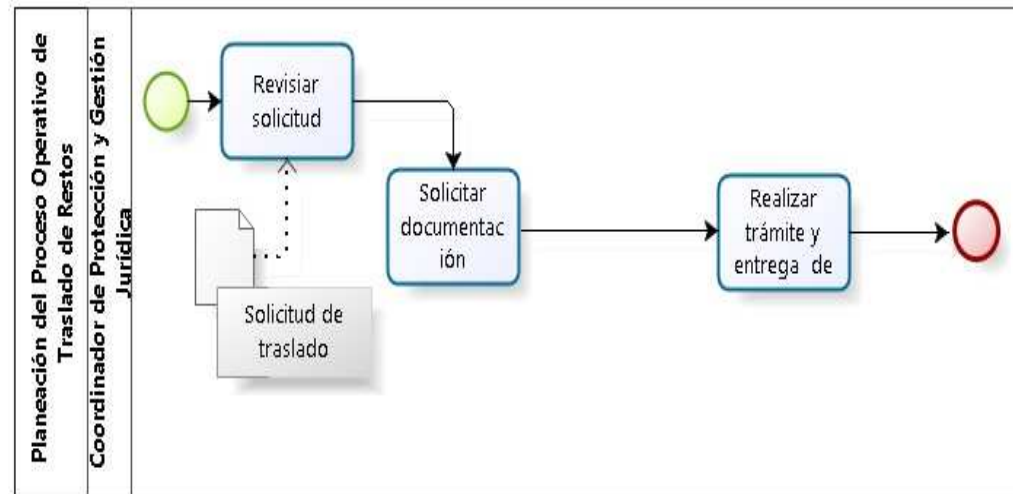 Planeación del Proceso Operativo de
Traslado de Restos
Coordinador de Protección y Gestión
Jurídica
Revisiar
solicitud
Solicitud de
traslado
Solicitar
documentac
ión
Realizar
trámite y
entrega de